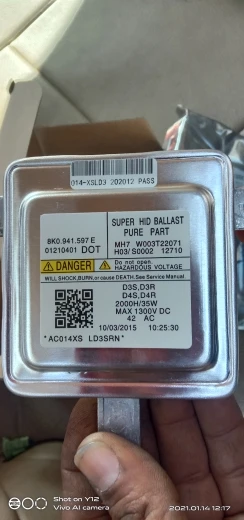 014-XSLD3 202012 PASS
8K0.941.597 E
01210401 DOT
SUPER HID BALLAST
PURE PART
MH7 W003T22071
H03/S0002 12710
DANGER
Do not open.
HAZARDOUS VOLTAGE
WILL SHOCK,BURN,or cause DEATH.See Service Manual.
D3S,D3R
D4S,D4R
2000H/35W
MAX 1300V DC
42 AC
10/03/2015 10:25:30
*AC014XS LD3SRN*
Shot on Y12
Vivo AI camera
2021.01.14 12:17